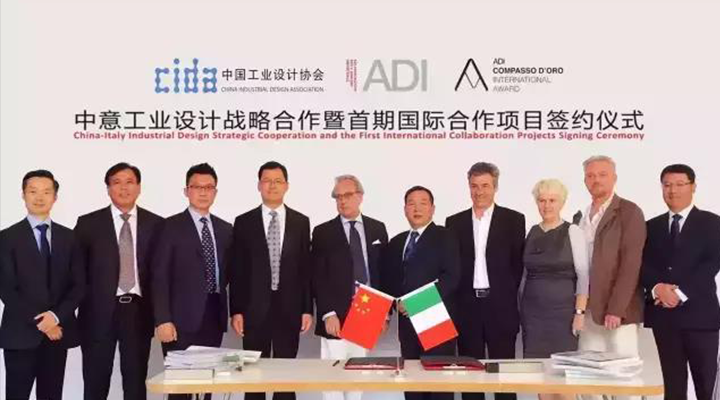 cida 中国工业设计协会
CHINA INDUSTRIAL DESIGN ASSOCIATION
ADI
ADI
COMPASSO D'ORO
INTERNATIONAL
AWARD
中意工业设计战略合作暨首期国际合作项目签约仪式
China-Italy Industrial Design Strategic Cooperation and the First International Collaboration Projects Signing Ceremony